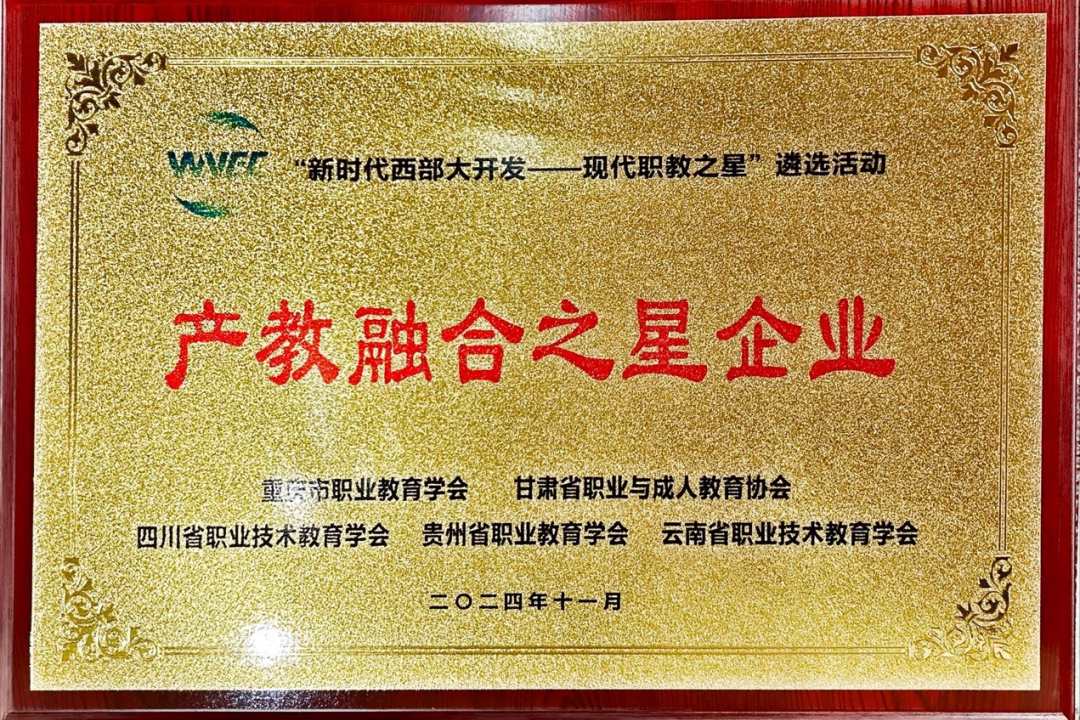 “新时代西部大开发——现代职教之星”遴选活动
产教融合之星企业
重庆市职业教育学会 甘肃省职业与成人教育协会
四川省职业技术教育学会 贵州省职业教育学会 云南省职业技术教育学会
二〇二四年十一月